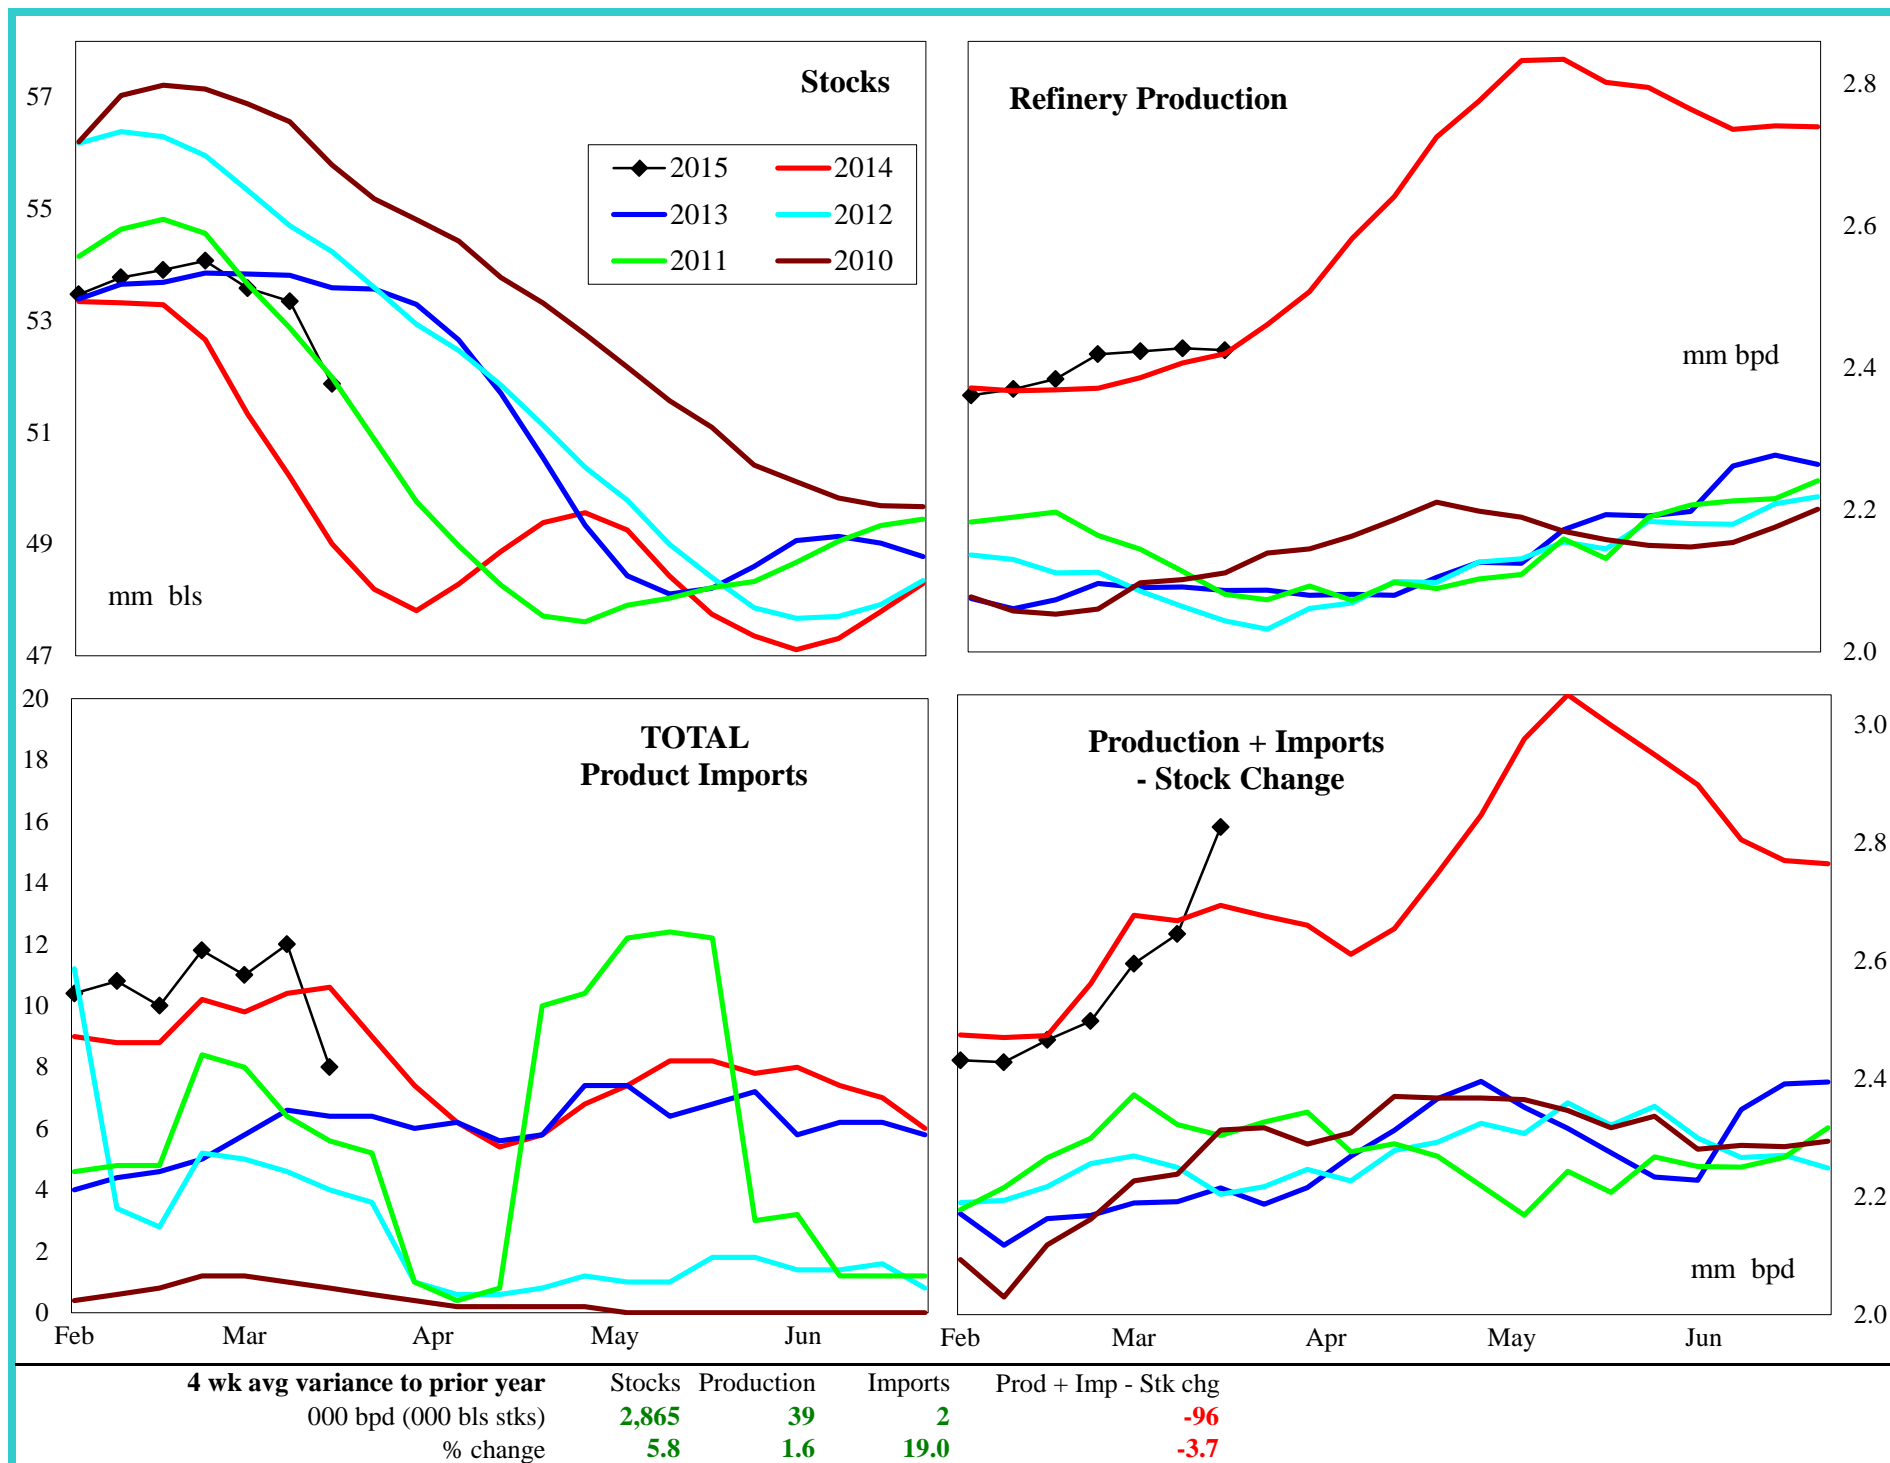 Stocks
57
55
53
51
49
47
2015
2014
2013
2012
2011
2010
mm bls
Refinery Production
mm bpd
2.8
2.6
2.4
2.2
2.0
TOTAL
Product Imports
20
18
16
14
12
10
8
6
4
2
0
Feb Mar Apr May Jun
Production + Imports
- Stock Change
3.0
2.8
2.6
2.4
2.2
2.0
mm bpd
Feb Mar Apr May Jun
4 wk avg variance to prior year Stocks Production Imports Prod + Imp - Stk chg
000 bpd (000 bls stks) 2,865 39 2 -96
% change 5.8 1.6 19.0 -3.7